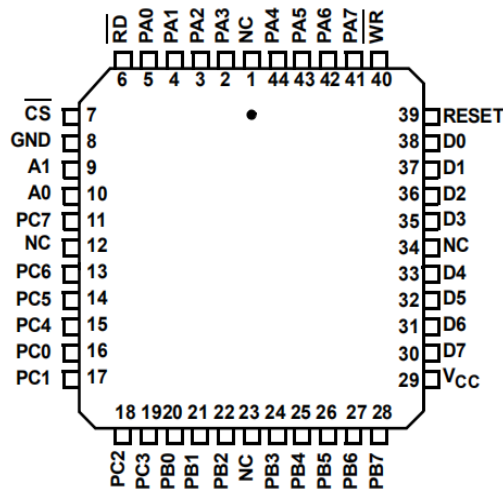 RD PA0 PA1 PA2 PA3 NC PA4 PA5 PA6 PA7 WR
6 5 4 3 2 1 44 43 42 41 40
CS 7 39 RESET
GND 8 38 D0
A1 9 37 D1
A0 10 36 D2
PC7 11 35 D3
NC 12 34 NC
PC6 13 33 D4
PC5 14 32 D5
PC4 15 31 D6
PC0 16 30 D7
PC1 17 29 VCC
18 19 20 21 22 23 24 25 26 27 28
PC2 PC3 PB0 PB1 PB2 NC PB3 PB4 PB5 PB6 PB7